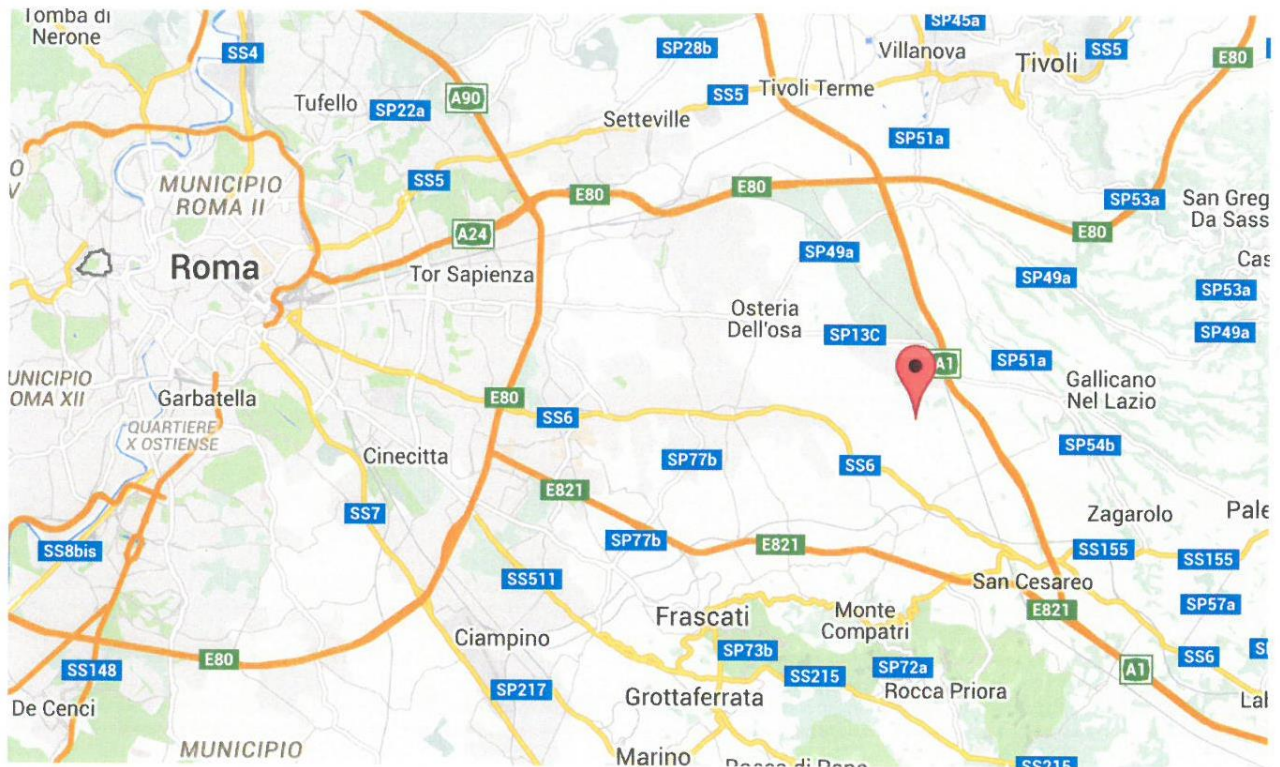 Tomba di
Nerone
SS4
SP28b
SP45a
Villanova
Tivoli
SS5
E80
A90
Tufello
SP22a
SS5
Tivoli Terme
Setteville
SP51a
SS5
MUNICIPIO
ROMA II
E80
E80
SP53a
San Greg
Da Sass
A24
E80
Roma
Tor Sapienza
SP49a
SP49a
Cas
SP53a
Osteria
Dell'osa
SP13C
SP49a
A1
SP51a
UNICIPIO
OMA XII
Garbatella
E80
SS6
Gallicano
Nel Lazio
QUARTIERE
X OSTIENSE
Cinecitta
SP77b
SS6
SP54b
E821
SS7
Zagarolo
Pale
SS8bis
SP77b
E821
SS155
SS155
SS511
San Cesareo
SP57a
Frascati
Monte
Compatri
E821
Ciampino
SP73b
E80
SS148
SS215
SP72a
A1
SS6
SP217
Grottaferrata
Rocca Priora
De Cenci
Lab
MUNICIPIO
Marino
SS215